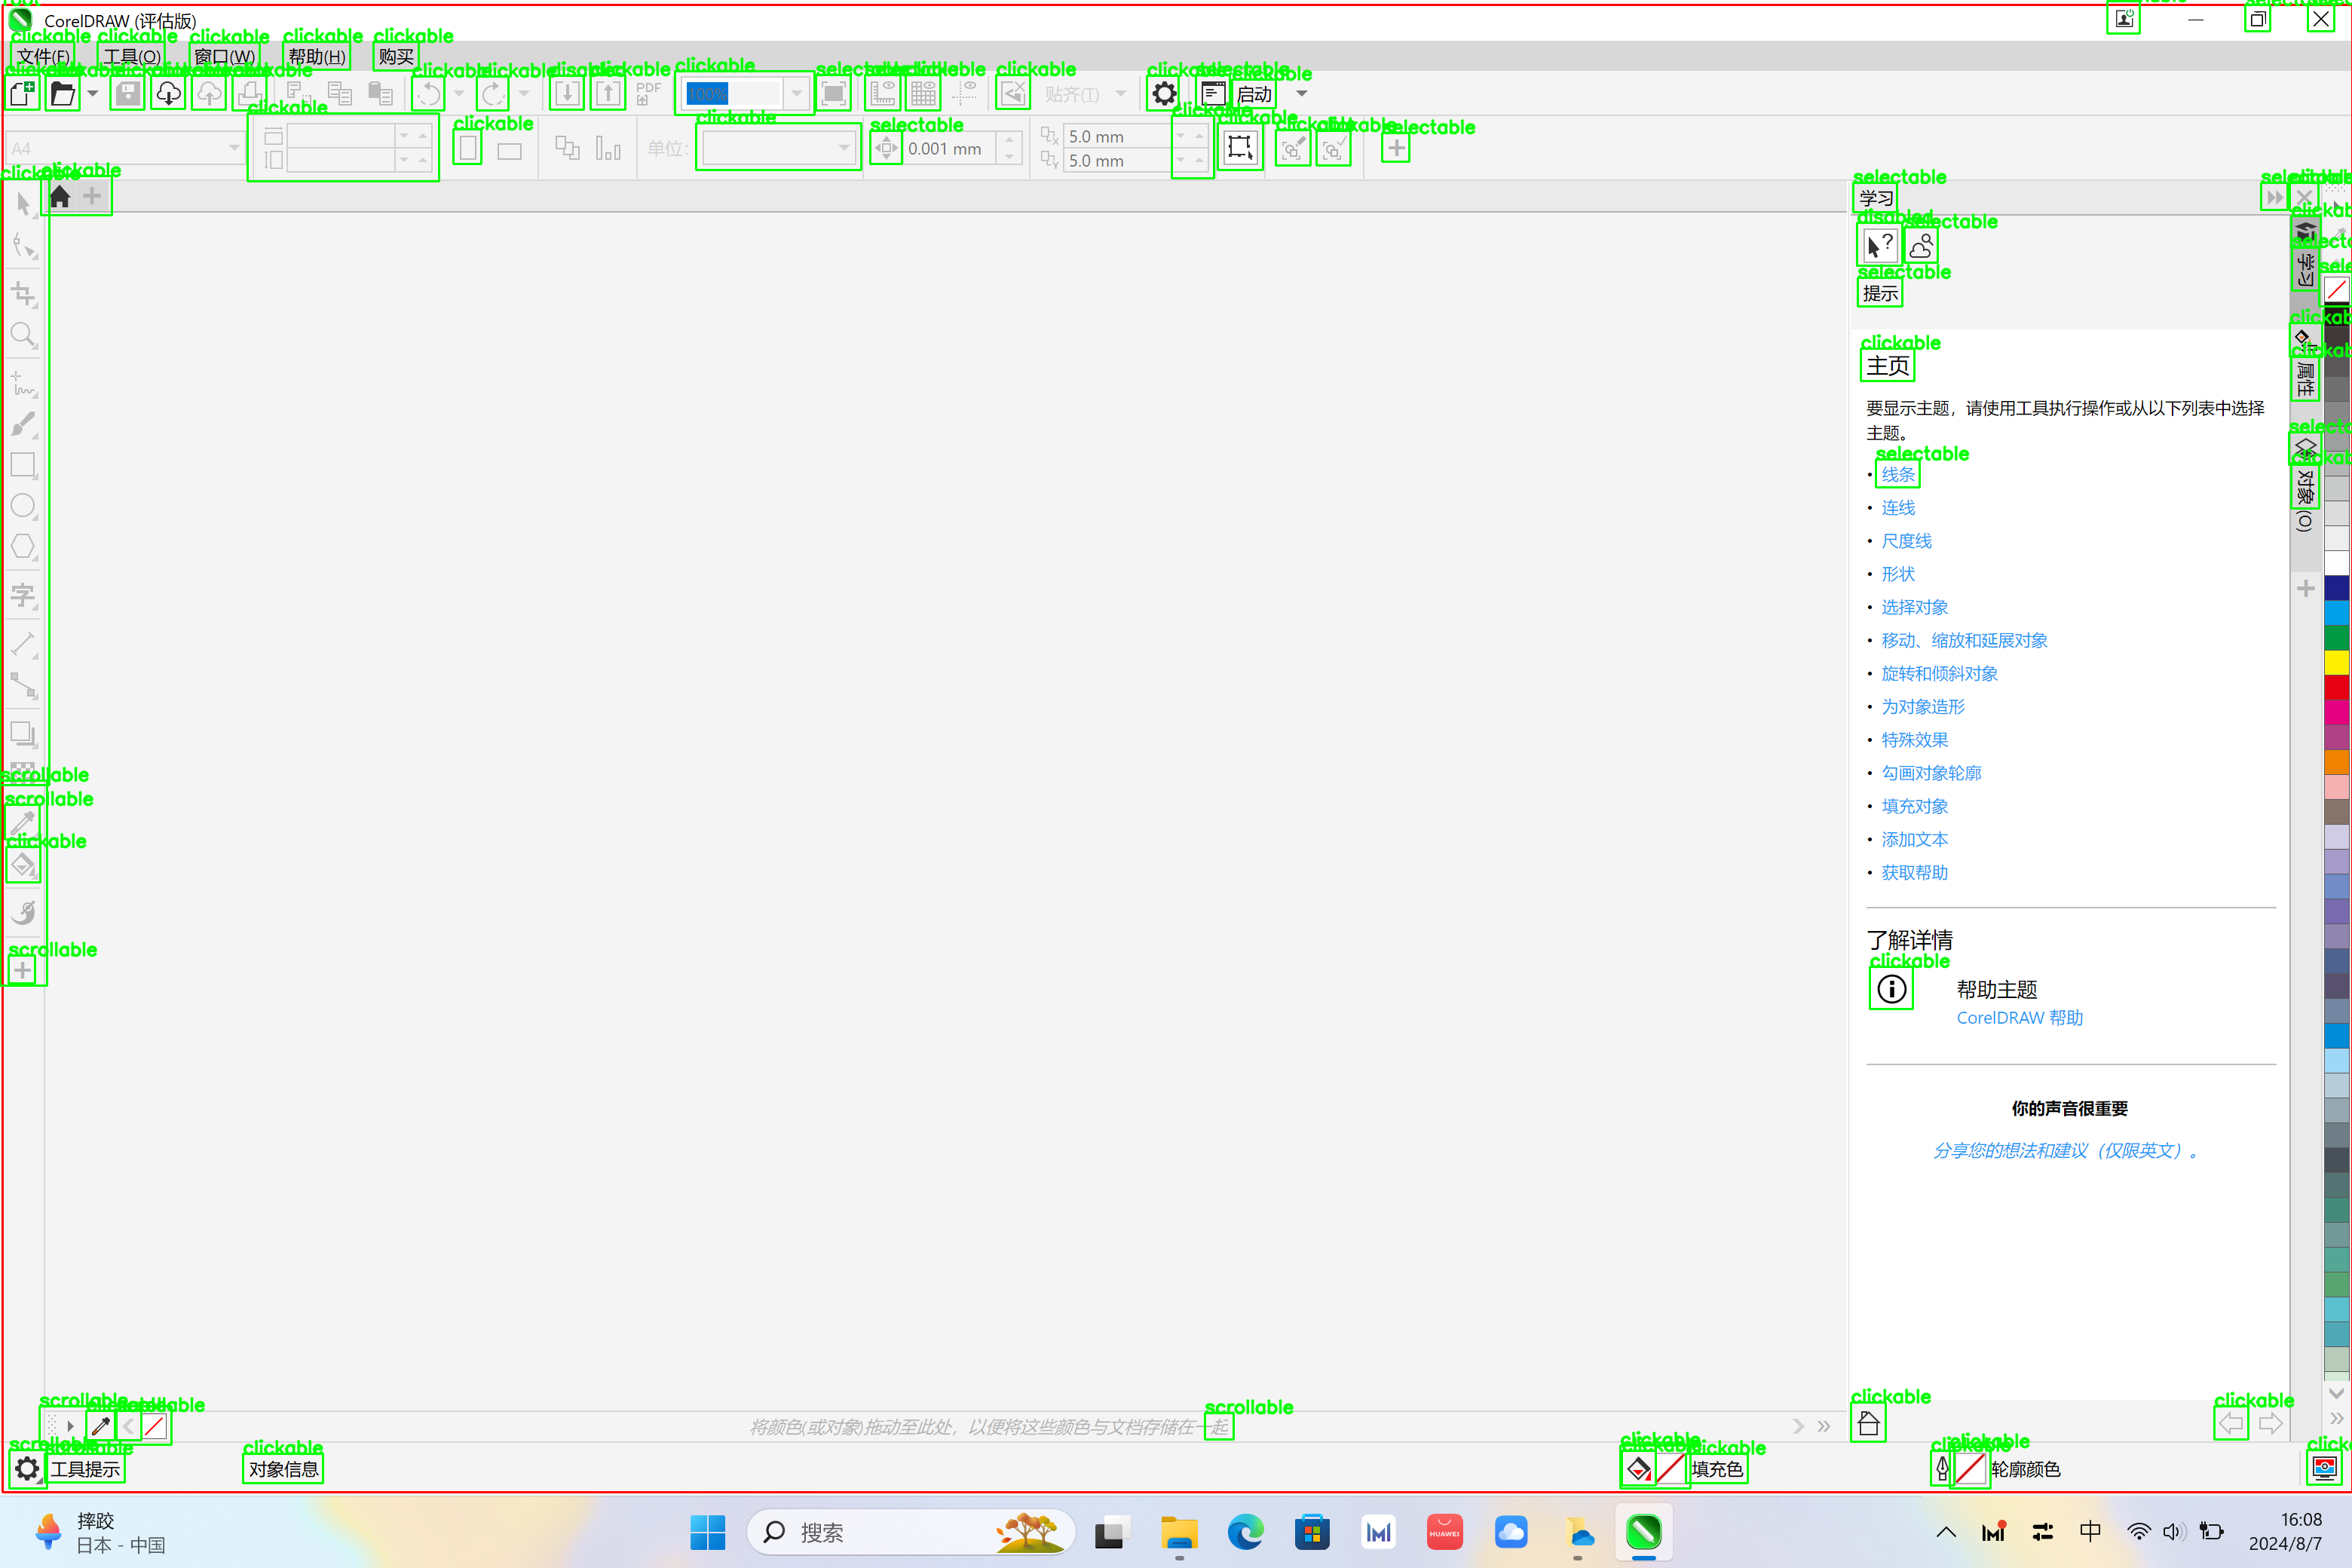 CorelDRAW (评估版)
文件(F) 工具(O) 窗口(W) 帮助(H) 购买
PDF
100%
贴齐(T)
启动
A4
单位:
0.001 mm
5.0 mm
5.0 mm
学习
提示
主页
要显示主题，请使用工具执行操作或从以下列表中选择
主题。
• 线条
• 连线
• 尺度线
• 形状
• 选择对象
• 移动、缩放和延展对象
• 旋转和倾斜对象
• 为对象造形
• 特殊效果
• 勾画对象轮廓
• 填充对象
• 添加文本
• 获取帮助
了解详情
帮助主题
CorelDRAW 帮助
你的声音很重要
分享您的想法和建议（仅限英文）。
学习
属性
对象 (O)
字
将颜色(或对象)拖动至此处，以便将这些颜色与文档存储在一起
工具提示
对象信息
填充色
轮廓颜色
摔跤
日本 - 中国
搜索
HUAWEI
中
16:08
2024/8/7